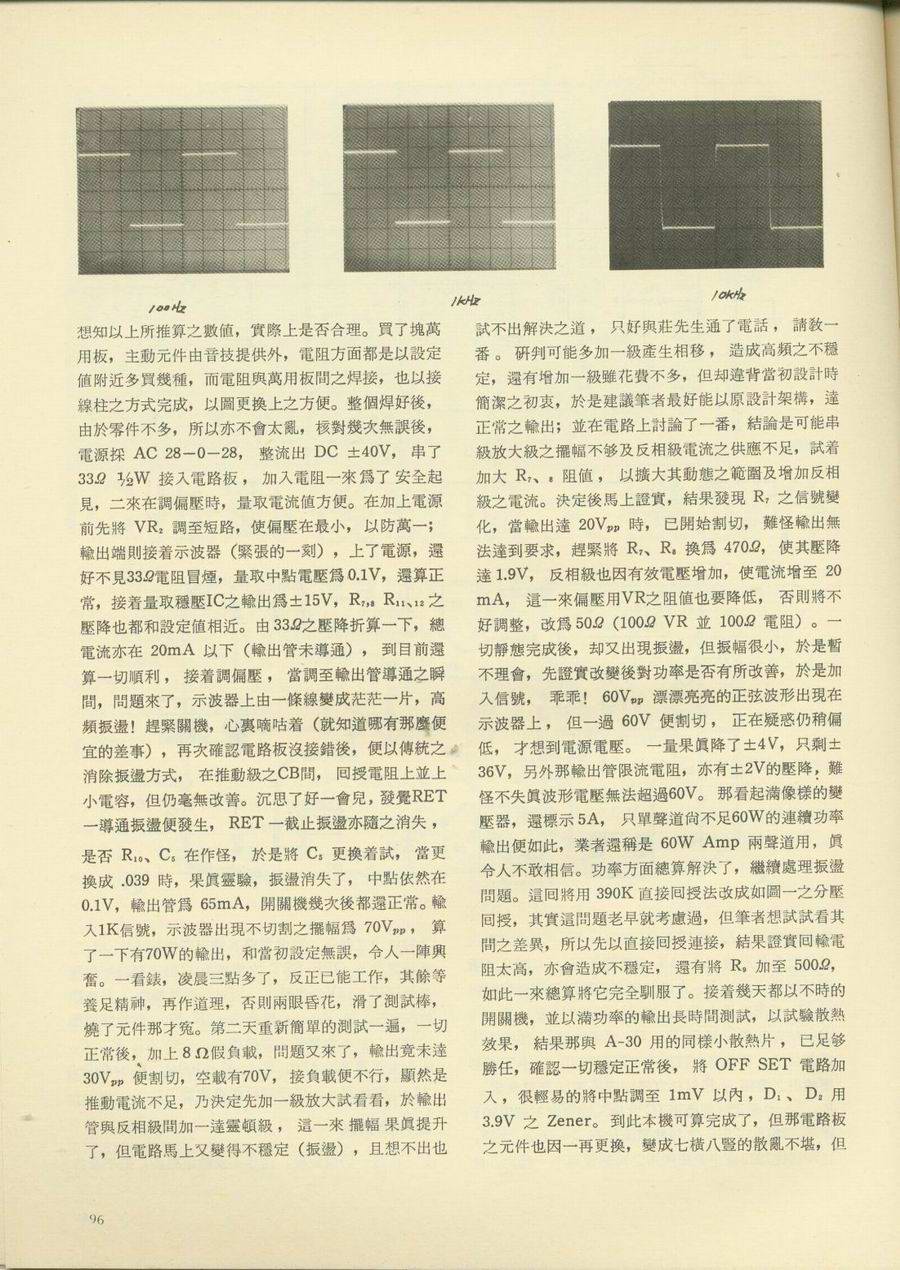 100Hz
1kHz
10kHz
想知以上所推算之數値，實際上是否合理。買了塊萬
用板，主動元件由音技提供外，電阻方面都是以設定
値附近多買幾種，而電阻與萬用板間之焊接，也以接
線柱之方式完成，以圖更換上之方便。整個焊好後，
由於零件不多，所以亦不會太亂，核對幾次無誤後，
電源採 AC 28－0－28， 整流出 DC ±40V， 串了
33Ω ½W 接入電路板 ， 加入電阻一來爲了安全起
見，二來在調偏壓時，量取電流値方便。在加上電源
前先將 VR₂ 調至短路，使偏壓在最小，以防萬一；
輸出端則接着示波器（緊張的一刻），上了電源，還
好不見33Ω電阻冒煙，量取中點電壓爲0.1V，還算正
常，接着量取穩壓IC之輸出爲±15V，R₇,₈ R₁₁、₁₂ 之
壓降也都和設定値相近。由 33Ω之壓降折算一下，總
電流亦在 20mA 以下（輸出管未導通）， 到目前還
算一切順利 ， 接着調偏壓 ， 當調至輸出管導通之瞬
間，問題來了，示波器上由一條線變成茫茫一片，高
頻振盪！趕緊關機，心裏嘀咕着（就知道哪有那麼便
宜的差事），再次確認電路板沒接錯後，便以傳統之
消除振盪方式， 在推動級之CB間， 回授電阻上並上
小電容，但仍毫無改善。沉思了好一會兒，發覺RET
一導通振盪便發生， RET 一截止振盪亦隨之消失 ，
是否 R₁₀、C₅ 在作怪， 於是將 C₅ 更換着試， 當更
換成 .039 時，果眞靈驗，振盪消失了， 中點依然在
0.1V，輸出管爲 65mA，開關機幾次後都還正常。輸
入1K信號，示波器出現不切割之擺幅爲 70Vpp ， 算
了一下有70W的輸出，和當初設定無誤，令人一陣興
奮。一看錶，凌晨三點多了，反正已能工作，其餘等
養足精神，再作道理，否則兩眼昏花，滑了測試棒，
燒了元件那才寃。第二天重新簡單的測試一遍，一切
正常後，加上 8 Ω假負載，問題又來了，輸出竟未達
30Vpp 便割切，空載有70V，接負載便不行，顯然是
推動電流不足，乃決定先加一級放大試看看，於輸出
管與反相級間加一達靈頓級 ， 這一來 擺幅 果眞提升
了，但電路馬上又變得不穩定（振盪），且想不出也
試不出解決之道 ， 只好與莊先生通了電話 ， 請敎一
番 。 硏判可能多加一級產生相移 ， 造成高頻之不穩
定，還有增加一級雖花費不多，但却違背當初設計時
簡潔之初衷，於是建議筆者最好能以原設計架構，達
正常之輸出；並在電路上討論了一番，結論是可能串
級放大級之擺幅不够及反相級電流之供應不足，試着
加大 R₇、₈ 阻値 ， 以擴大其動態之範圍及增加反相
級之電流。決定後馬上證實，結果發現 R₇ 之信號變
化，當輸出達 20Vpp 時， 已開始割切， 難怪輸出無
法達到要求，趕緊將 R₇、R₈ 換爲 470Ω，使其壓降
達1.9V， 反相級也因有效電壓增加，使電流增至 20
mA， 這一來偏壓用VR之阻値也要降低， 否則將不
好調整，改爲50Ω（100Ω VR 並 100Ω 電阻）。一
切靜態完成後，却又出現振盪，但振幅很小，於是暫
不理會，先證實改變後對功率是否有所改善，於是加
入信號， 乖乖！ 60Vpp 漂漂亮亮的正弦波形出現在
示波器上 ， 但一過 60V 便割切 ， 正在疑惑仍稍偏
低， 才想到電源電壓。 一量果眞降了±4V，只剩±
36V，另外那輸出管限流電阻，亦有±2V的壓降，難
怪不失眞波形電壓無法超過60V。 那看起滿像樣的變
壓器，還標示5A， 只單聲道尙不足60W的連續功率
輸出便如此，業者還稱是 60W Amp 兩聲道用，眞
令人不敢相信。功率方面總算解決了，繼續處理振盪
問題。這回將用 390K 直接回授法改成如圖一之分壓
回授，其實這問題老早就考慮過，但筆者想試試看其
間之差異，所以先以直接回授連接，結果證實回輸電
阻太高，亦會造成不穩定， 還有將 R₉ 加至 500Ω，
如此一來總算將它完全馴服了。接着幾天都以不時的
開關機，並以滿功率的輸出長時間測試，以試驗散熱
效果， 結果那與 A-30 用的同樣小散熱片 ， 已足够
勝任，確認一切穩定正常後， 將 OFF SET 電路加
入 ，很輕易的將中點調至 1mV 以內，D₁ 、 D₂ 用
3.9V 之 Zener。到此本機可算完成了，但那電路板
之元件也因一再更換，變成七橫八豎的散亂不堪，但
96